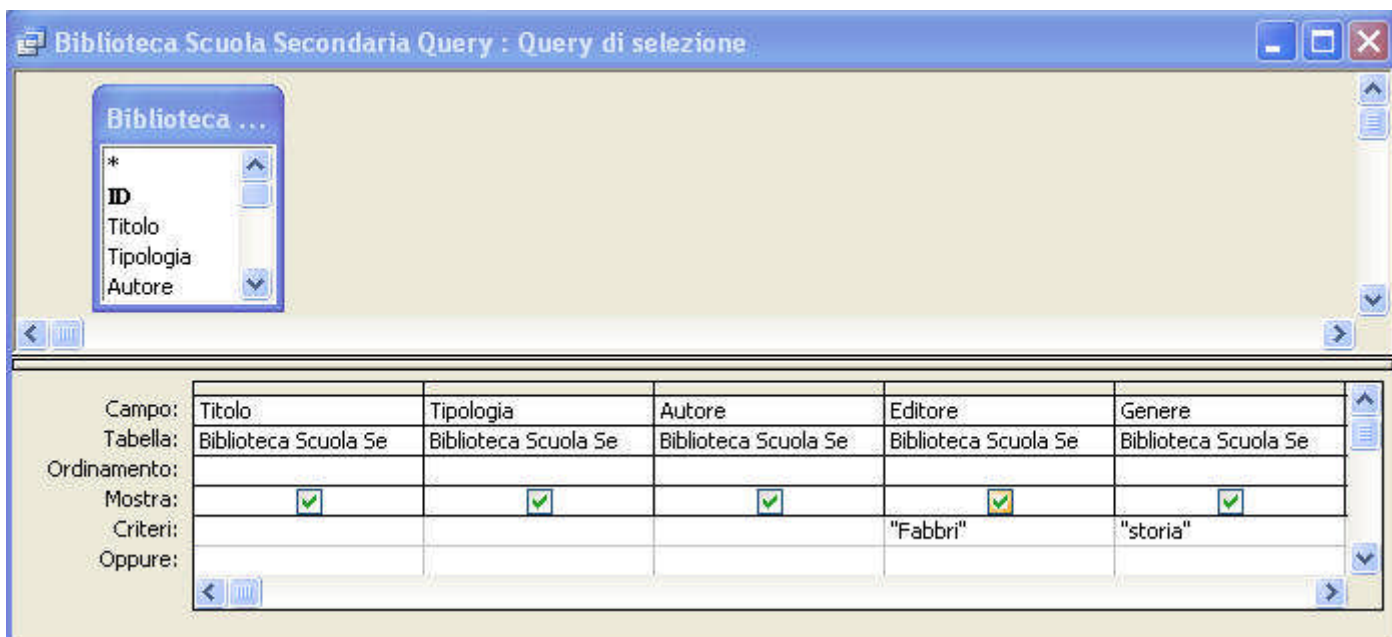 Biblioteca Scuola Secondaria Query : Query di selezione
Biblioteca ...
*
ID
Titolo
Tipologia
Autore
Campo: Titolo Tipologia Autore Editore Genere
Tabella: Biblioteca Scuola Se Biblioteca Scuola Se Biblioteca Scuola Se Biblioteca Scuola Se Biblioteca Scuola Se
Ordinamento:
Mostra:
Criteri: "Fabbri" "storia"
Oppure: